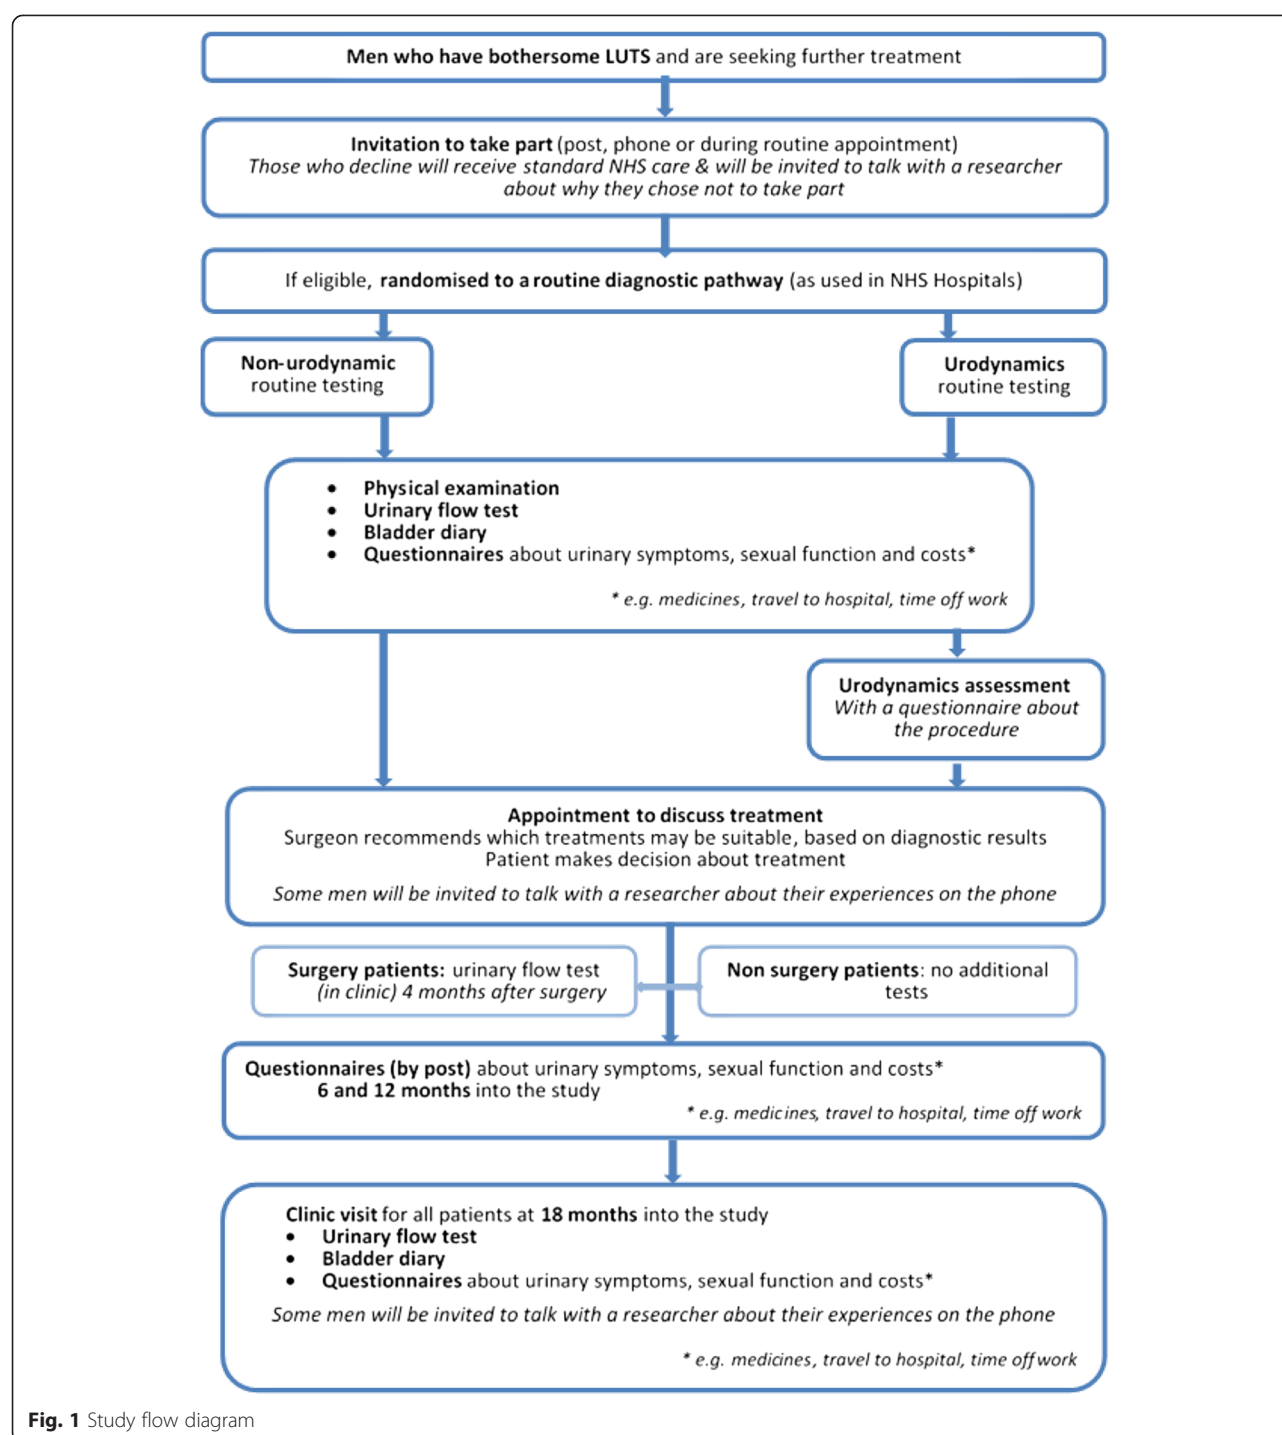 Men who have bothersome LUTS and are seeking further treatment
Invitation to take part (post, phone or during routine appointment)
Those who decline will receive standard NHS care & will be invited to talk with a researcher
about why they chose not to take part
If eligible, randomised to a routine diagnostic pathway (as used in NHS Hospitals)
Non-urodynamic
routine testing
Urodynamics
routine testing
• Physical examination
• Urinary flow test
• Bladder diary
• Questionnaires about urinary symptoms, sexual function and costs*
* e.g. medicines, travel to hospital, time off work
Urodynamics assessment
With a questionnaire about
the procedure
Appointment to discuss treatment
Surgeon recommends which treatments may be suitable, based on diagnostic results
Patient makes decision about treatment
Some men will be invited to talk with a researcher about their experiences on the phone
Surgery patients: urinary flow test
(in clinic) 4 months after surgery
Non surgery patients: no additional
tests
Questionnaires (by post) about urinary symptoms, sexual function and costs*
6 and 12 months into the study
* e.g. medicines, travel to hospital, time off work
Clinic visit for all patients at 18 months into the study
• Urinary flow test
• Bladder diary
• Questionnaires about urinary symptoms, sexual function and costs*
Some men will be invited to talk with a researcher about their experiences on the phone
* e.g. medicines, travel to hospital, time off work
Fig. 1 Study flow diagram